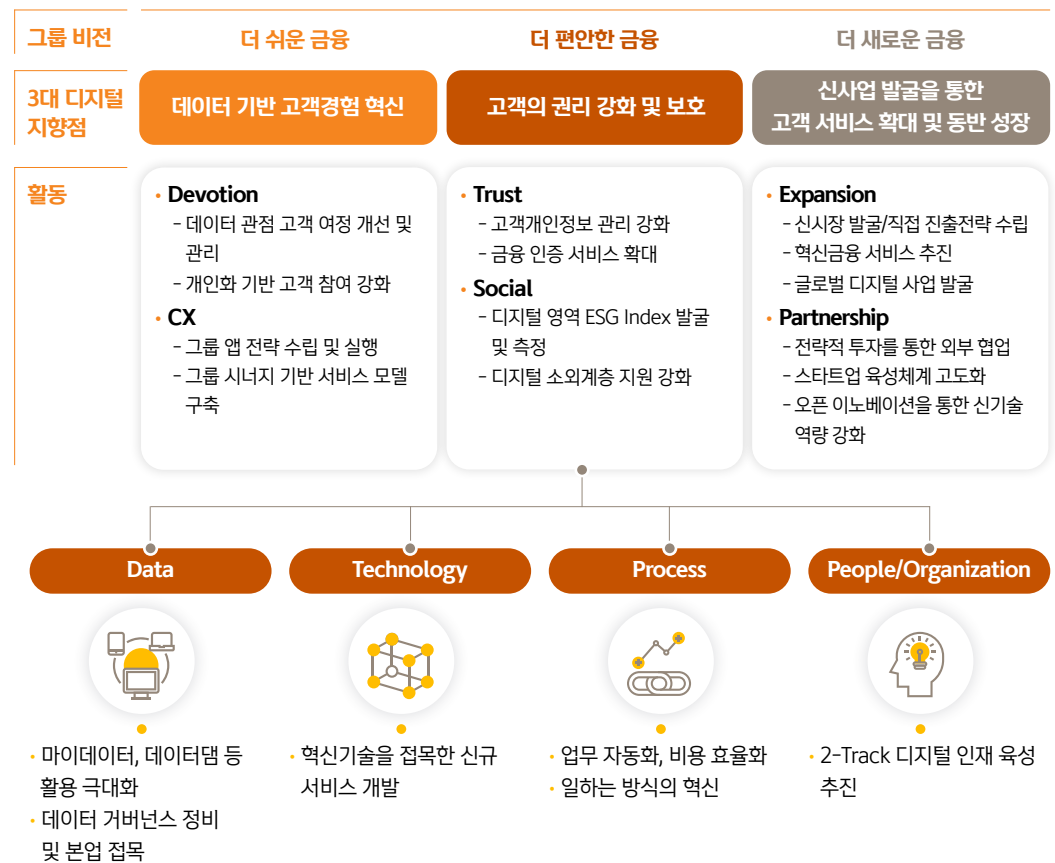 그룹 비전
더 쉬운 금융
더 편안한 금융
더 새로운 금융
3대 디지털
지향점
데이터 기반 고객경험 혁신
고객의 권리 강화 및 보호
신사업 발굴을 통한
고객 서비스 확대 및 동반 성장
활동
• Devotion
- 데이터 관점 고객 여정 개선 및
관리
- 개인화 기반 고객 참여 강화
• CX
- 그룹 앱 전략 수립 및 실행
- 그룹 시너지 기반 서비스 모델
구축
• Trust
- 고객개인정보 관리 강화
- 금융 인증 서비스 확대
• Social
- 디지털 영역 ESG Index 발굴
및 측정
- 디지털 소외계층 지원 강화
• Expansion
- 신시장 발굴/직접 진출전략 수립
- 혁신금융 서비스 추진
- 글로벌 디지털 사업 발굴
• Partnership
- 전략적 투자를 통한 외부 협업
- 스타트업 육성체계 고도화
- 오픈 이노베이션을 통한 신기술
역량 강화
Data
• 마이데이터, 데이터댐 등
활용 극대화
• 데이터 거버넌스 정비
및 본업 접목
Technology
• 혁신기술을 접목한 신규
서비스 개발
Process
• 업무 자동화, 비용 효율화
• 일하는 방식의 혁신
People/Organization
• 2-Track 디지털 인재 육성
추진